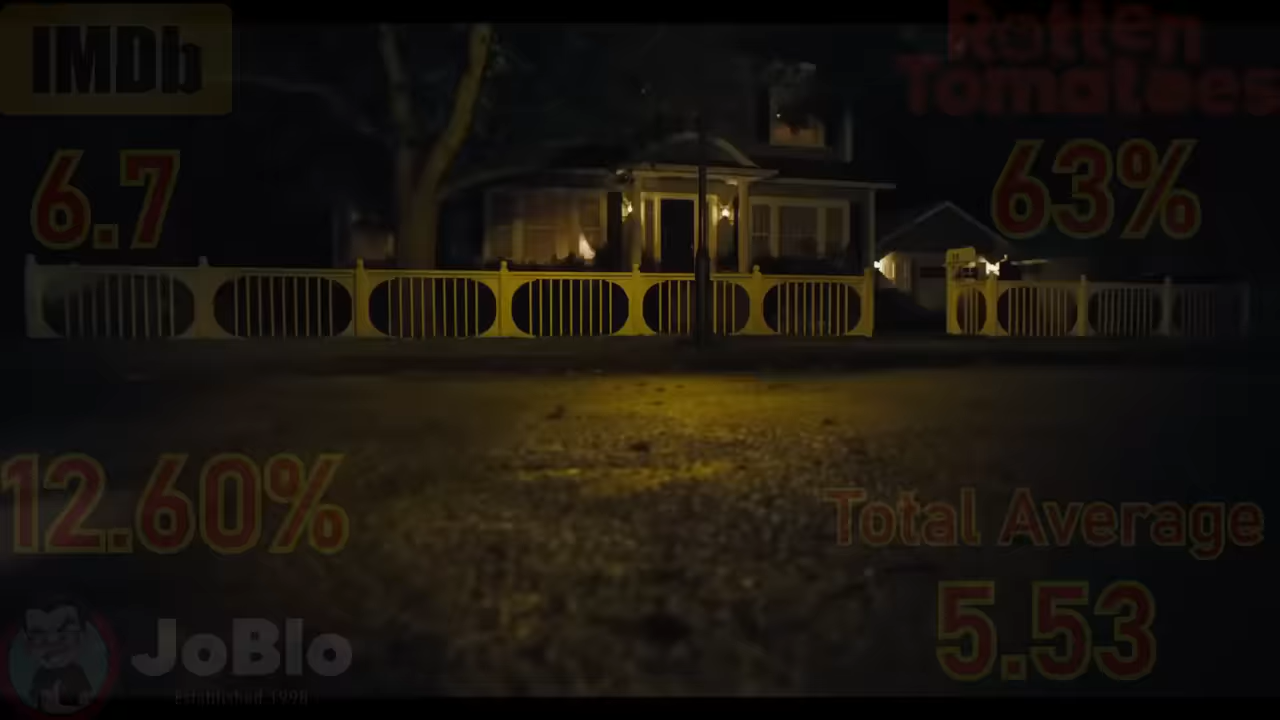 IMDb
Rotten
Tomatoes
6.7
63%
12.60%
Total Average
5.53
JoBlo
Established 1998